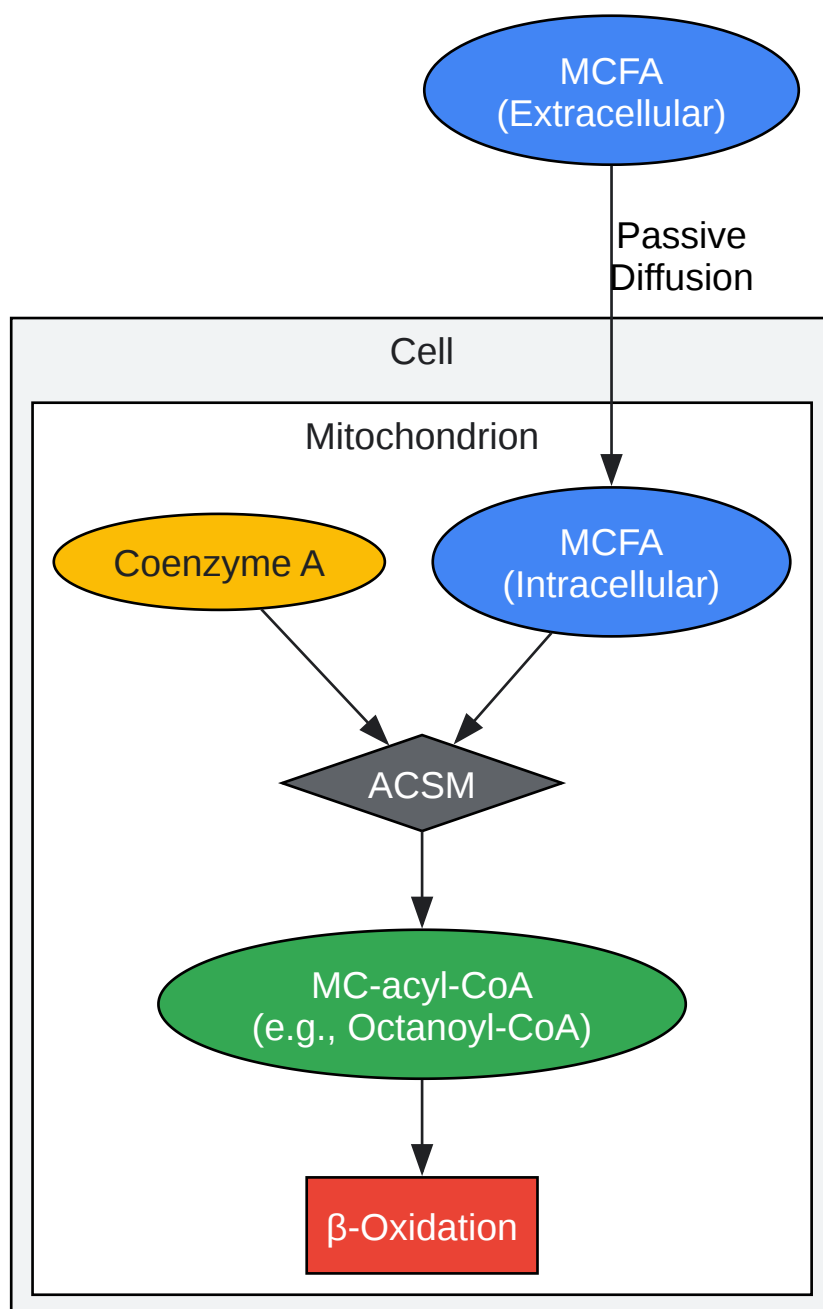 MCFA
(Extracellular)
Passive
Diffusion
Cell
Mitochondrion
Coenzyme A
MCFA
(Intracellular)
ACSM
MC-acyl-CoA
(e.g., Octanoyl-CoA)
β-Oxidation